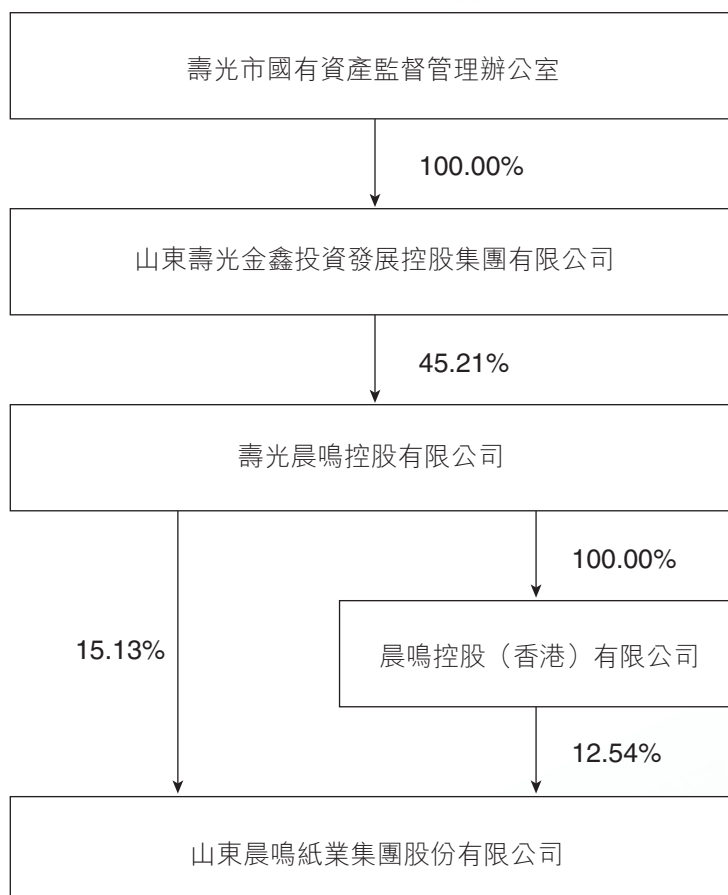 壽光市國有資產監督管理辦公室
100.00%
山東壽光金鑫投資發展控股集團有限公司
45.21%
壽光晨鳴控股有限公司
100.00%
15.13%
晨鳴控股（香港）有限公司
12.54%
山東晨鳴紙業集團股份有限公司